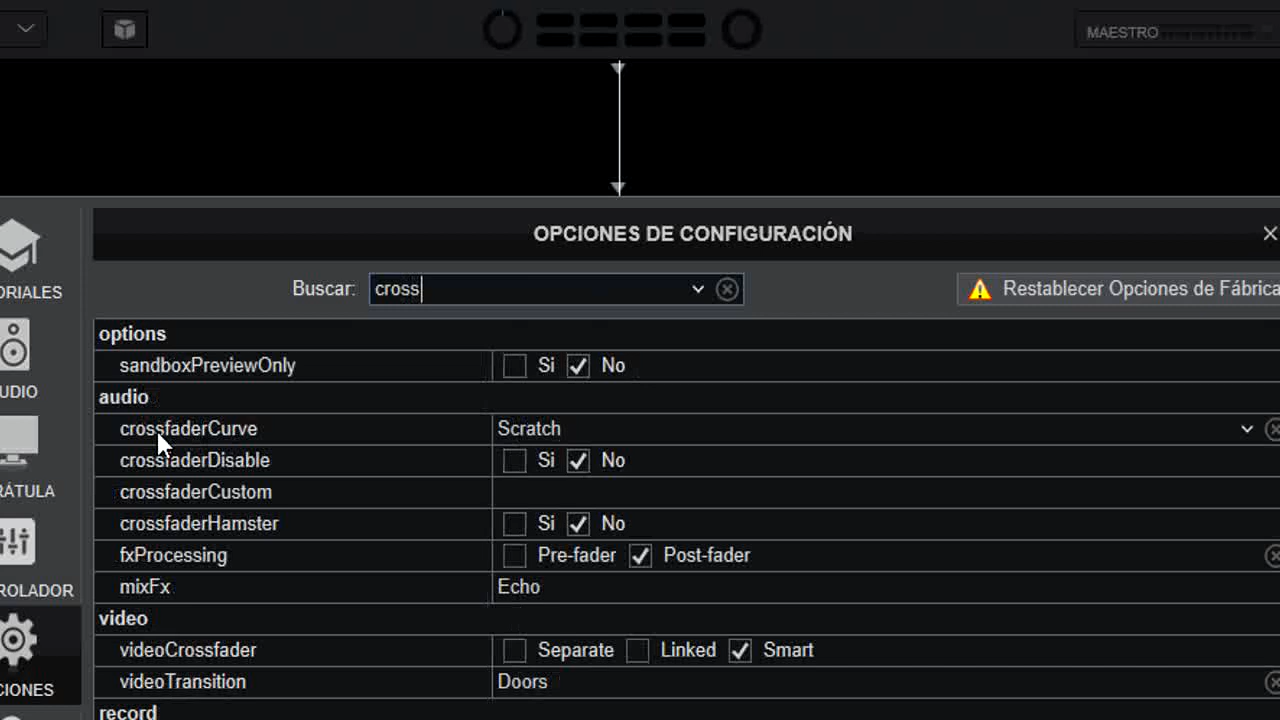 MAESTRO
OPCIONES DE CONFIGURACIÓN
Buscar: cross
Restablecer Opciones de Fábrica
ORIALES
UDIO
RÁTULA
ROLADOR
CIONES
options
sandboxPreviewOnly Si No
audio
crossfaderCurve Scratch
crossfaderDisable Si No
crossfaderCustom
crossfaderHamster Si No
fxProcessing Pre-fader Post-fader
mixFx Echo
video
videoCrossfader Separate Linked Smart
videoTransition Doors
record